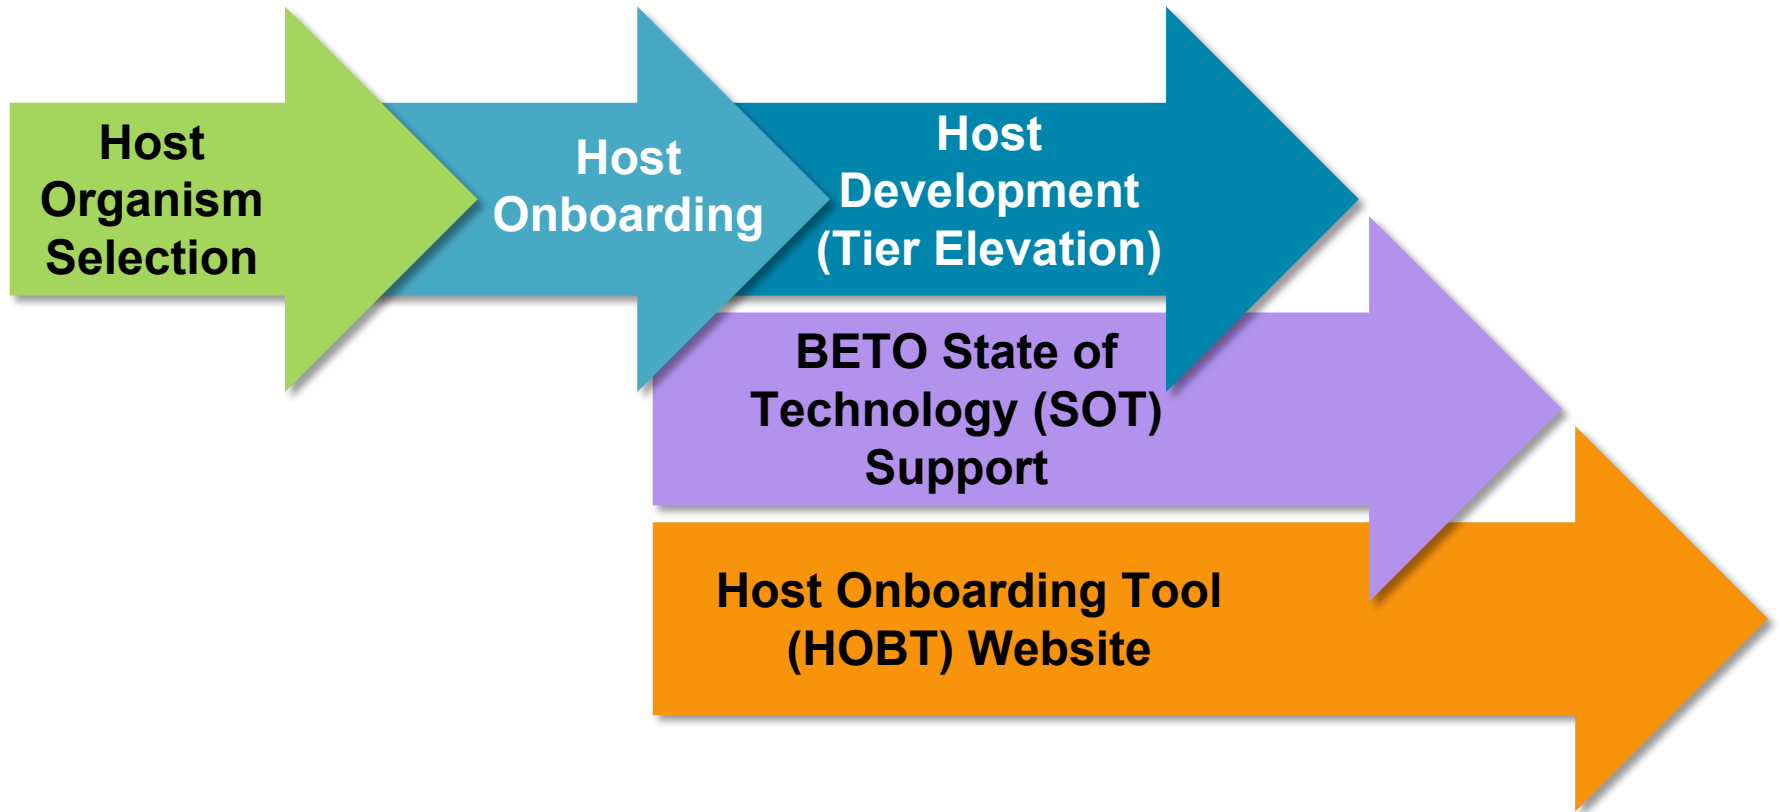 Host
Organism
Selection
Host
Onboarding
Host
Development
(Tier Elevation)
BETO State of
Technology (SOT)
Support
Host Onboarding Tool
(HOBT) Website